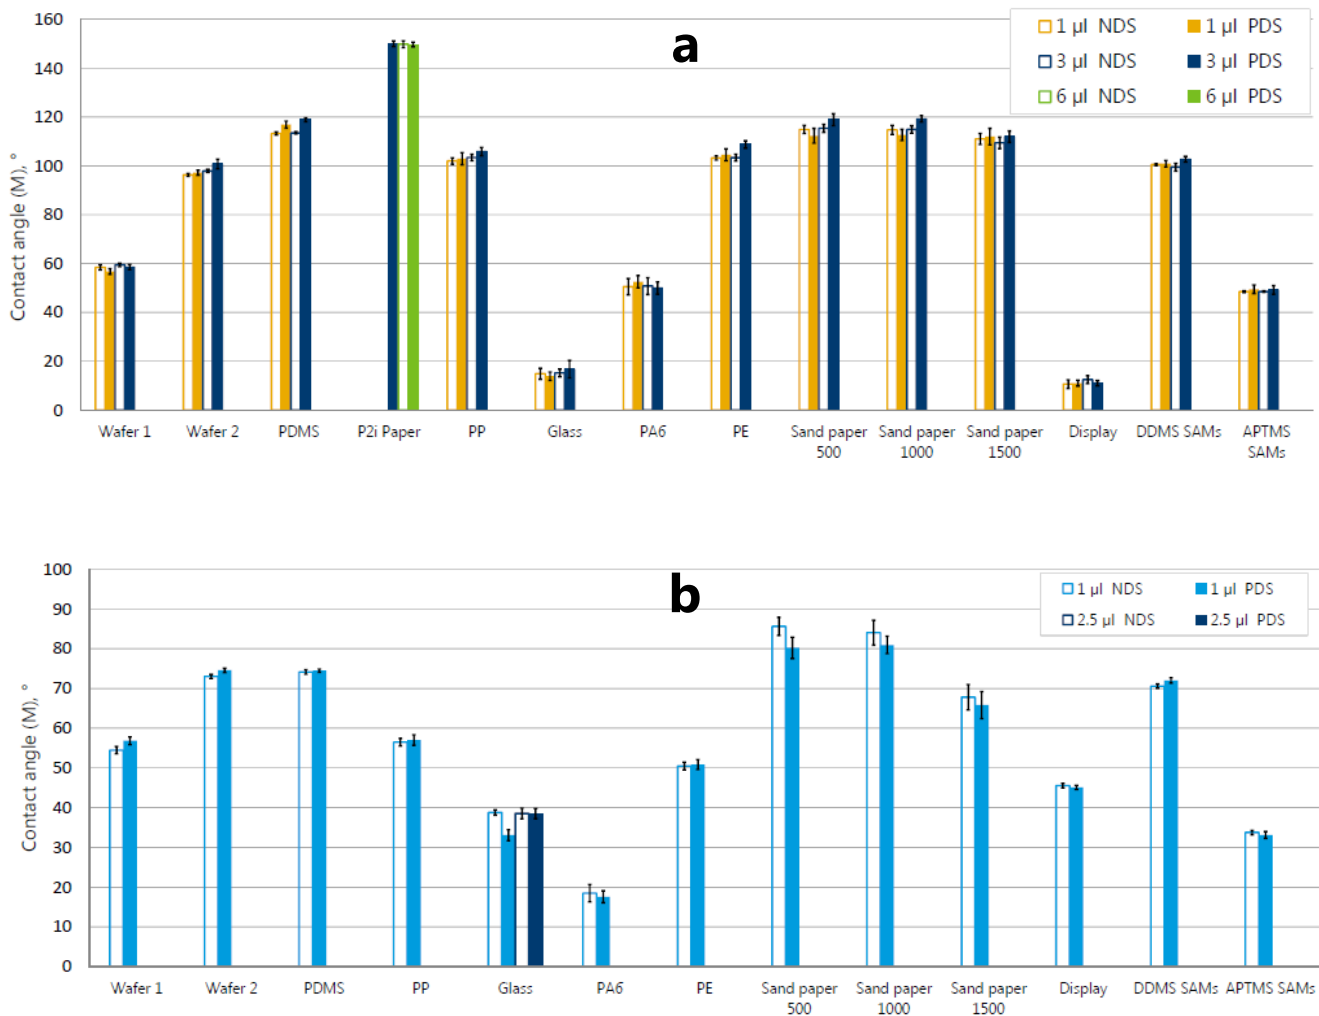 160
140
120
100
80
60
40
20
0
Contact angle (M), °
a
1 µl NDS 1 µl PDS
3 µl NDS 3 µl PDS
6 µl NDS 6 µl PDS
Wafer 1 Wafer 2 PDMS P2i Paper PP Glass PA6 PE Sand paper Sand paper Sand paper Display DDMS SAMs APTMS
500 1000 1500 SAMs
100
90
80
70
60
50
40
30
20
10
0
Contact angle (M), °
b
1 µl NDS 1 µl PDS
2.5 µl NDS 2.5 µl PDS
Wafer 1 Wafer 2 PDMS PP Glass PA6 PE Sand paper Sand paper Sand paper Display DDMS SAMs APTMS SAMs
500 1000 1500